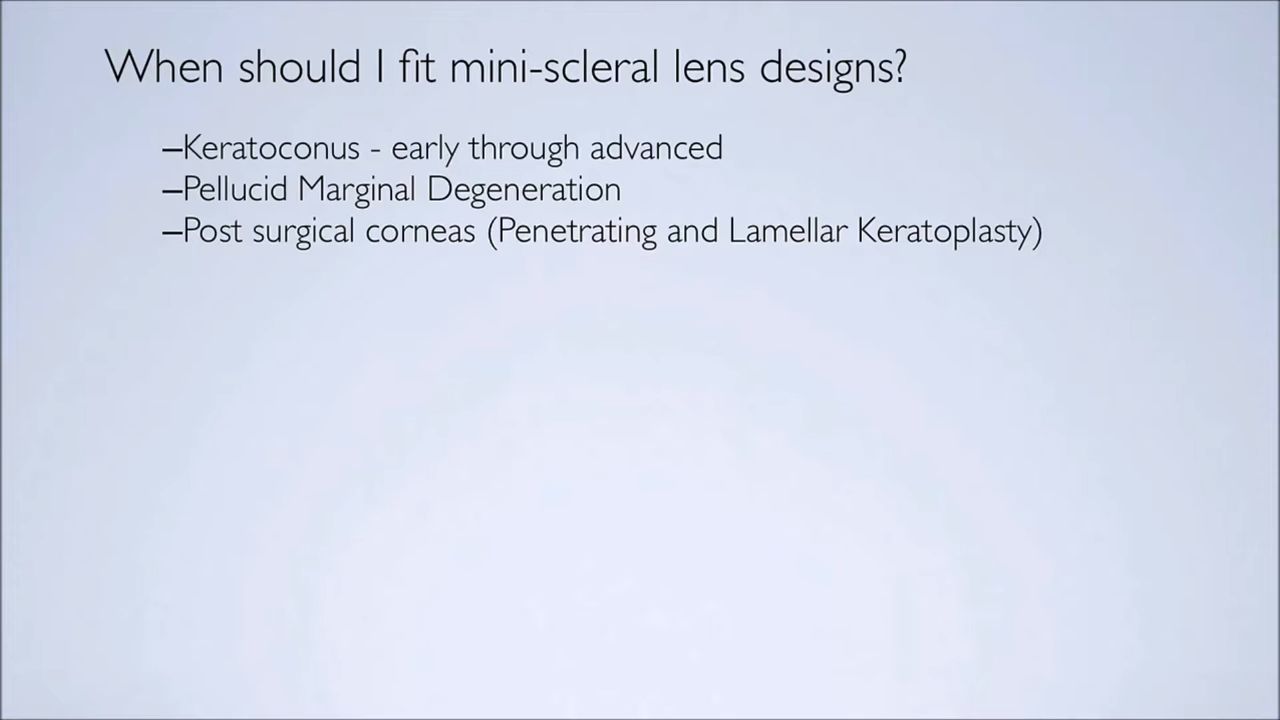 When should I fit mini-scleral lens designs?
–Keratoconus - early through advanced
–Pellucid Marginal Degeneration
–Post surgical corneas (Penetrating and Lamellar Keratoplasty)